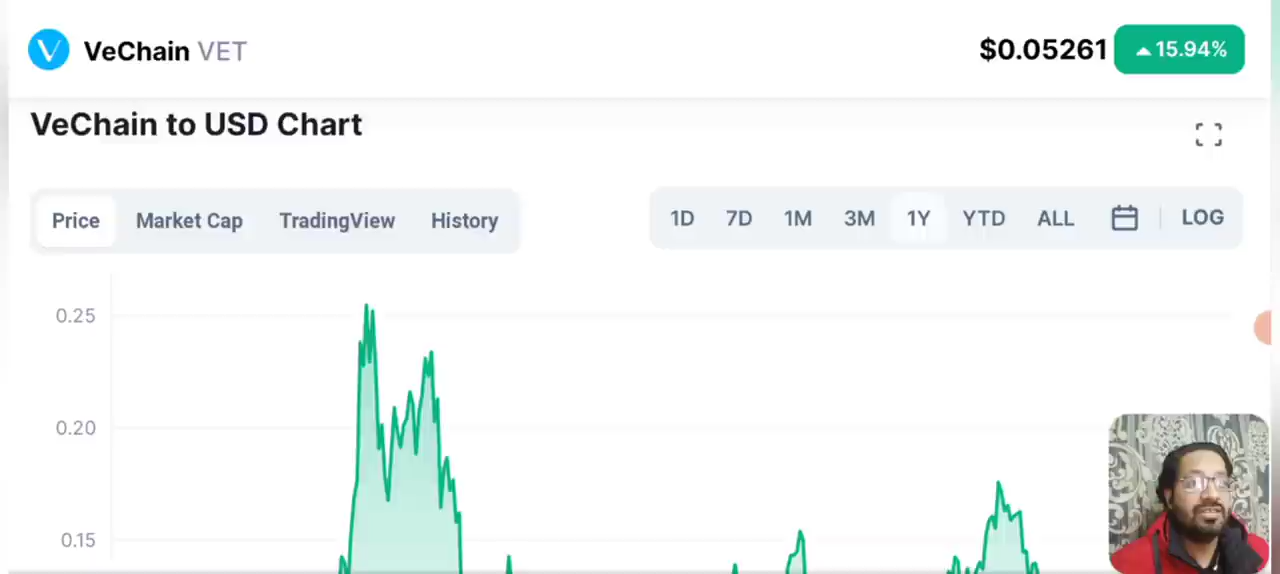 VeChain VET $0.05261 15.94%
VeChain to USD Chart
Price Market Cap TradingView History 1D 7D 1M 3M 1Y YTD ALL LOG
0.25
0.20
0.15